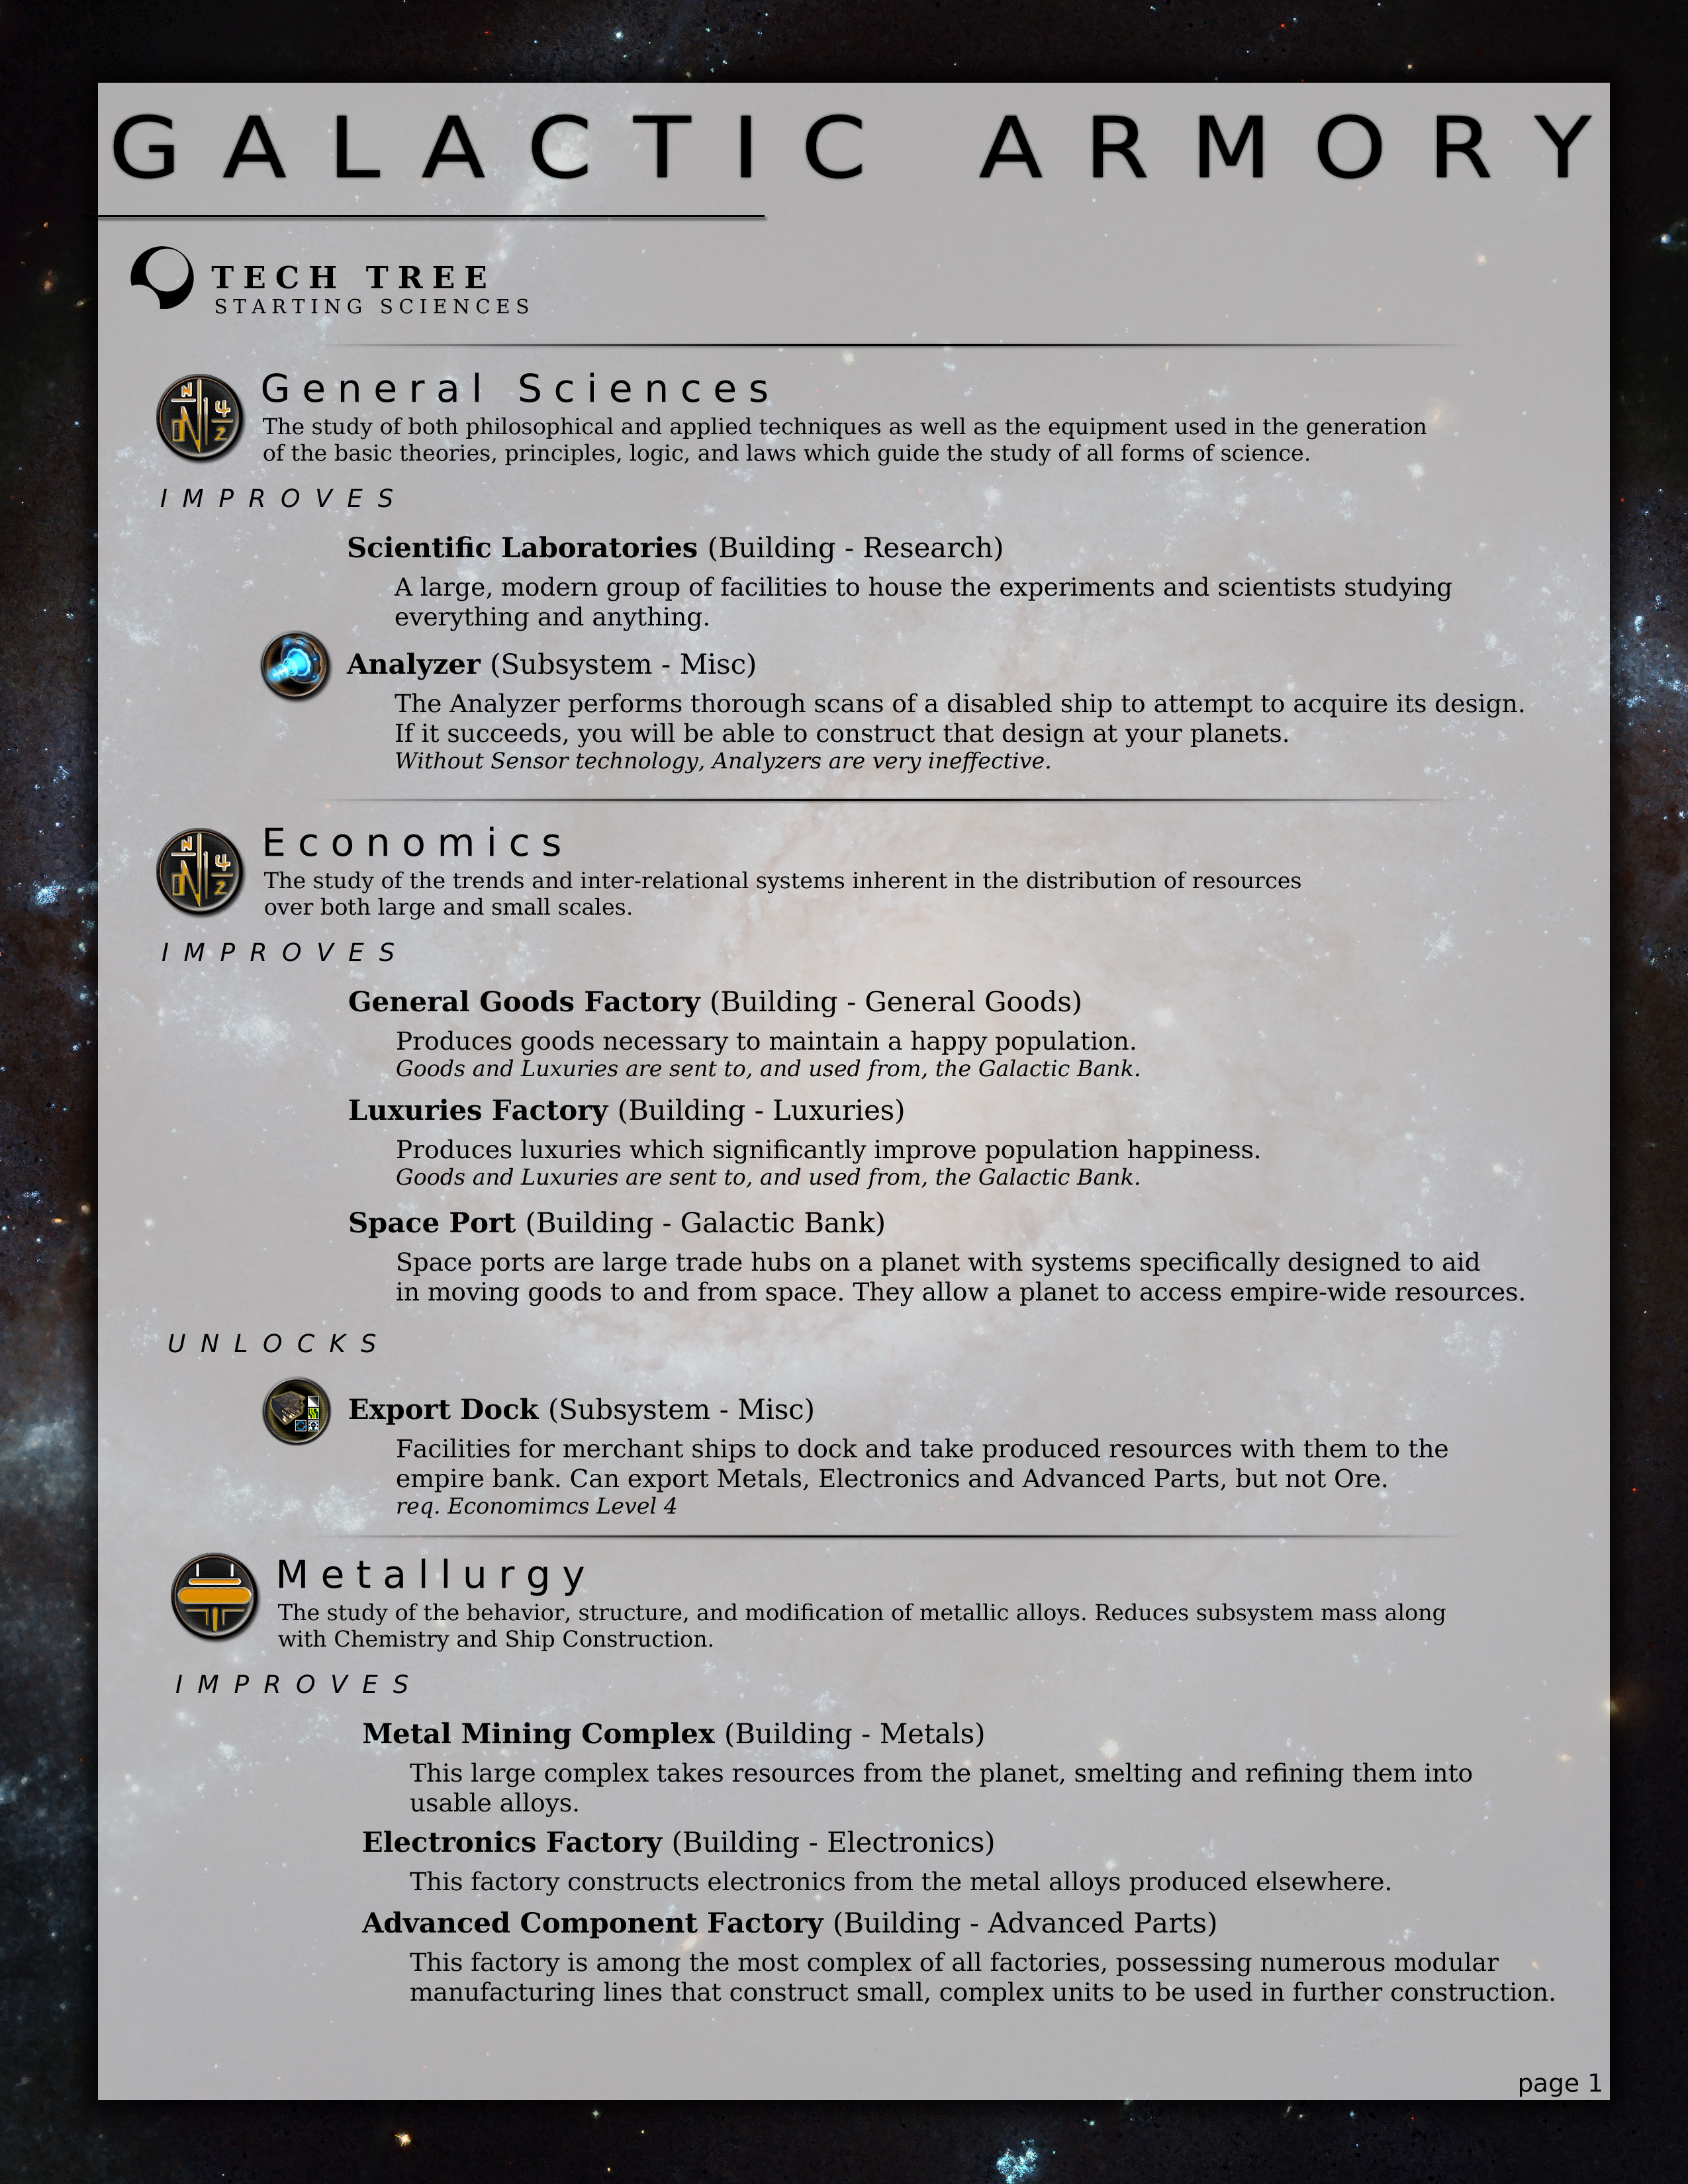 GALACTIC ARMORY
TECH TREE
STARTING SCIENCES
General Sciences
The study of both philosophical and applied techniques as well as the equipment used in the generation
of the basic theories, principles, logic, and laws which guide the study of all forms of science.
IMPROVES
Scientific Laboratories (Building - Research)
A large, modern group of facilities to house the experiments and scientists studying
everything and anything.
Analyzer (Subsystem - Misc)
The Analyzer performs thorough scans of a disabled ship to attempt to acquire its design.
If it succeeds, you will be able to construct that design at your planets.
Without Sensor technology, Analyzers are very ineffective.
Economics
The study of the trends and inter-relational systems inherent in the distribution of resources
over both large and small scales.
IMPROVES
General Goods Factory (Building - General Goods)
Produces goods necessary to maintain a happy population.
Goods and Luxuries are sent to, and used from, the Galactic Bank.
Luxuries Factory (Building - Luxuries)
Produces luxuries which significantly improve population happiness.
Goods and Luxuries are sent to, and used from, the Galactic Bank.
Space Port (Building - Galactic Bank)
Space ports are large trade hubs on a planet with systems specifically designed to aid
in moving goods to and from space. They allow a planet to access empire-wide resources.
UNLOCKS
Export Dock (Subsystem - Misc)
Facilities for merchant ships to dock and take produced resources with them to the
empire bank. Can export Metals, Electronics and Advanced Parts, but not Ore.
req. Economimcs Level 4
Metallurgy
The study of the behavior, structure, and modification of metallic alloys. Reduces subsystem mass along
with Chemistry and Ship Construction.
IMPROVES
Metal Mining Complex (Building - Metals)
This large complex takes resources from the planet, smelting and refining them into
usable alloys.
Electronics Factory (Building - Electronics)
This factory constructs electronics from the metal alloys produced elsewhere.
Advanced Component Factory (Building - Advanced Parts)
This factory is among the most complex of all factories, possessing numerous modular
manufacturing lines that construct small, complex units to be used in further construction.
page 1